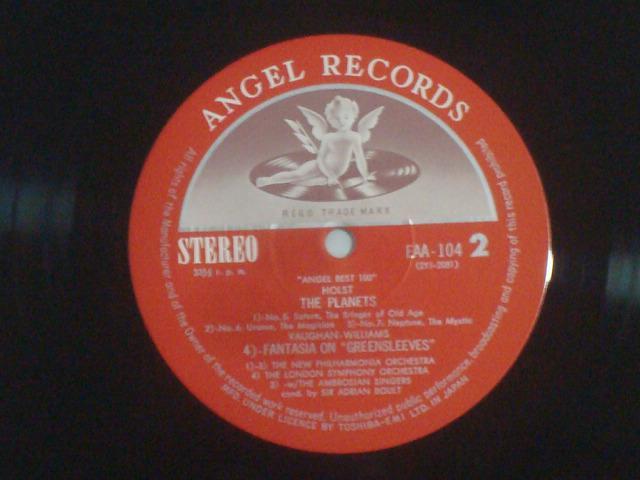 ANGEL RECORDS
REGD TRADE MARK
STEREO
33⅓ r. p. m.
EAA-104 2
(2YJ-2081)
"ANGEL BEST 100"
HOLST
THE PLANETS
1)-No. 5. Saturn, The Bringer of Old Age
2)-No. 6. Uranus, The Magician 3)-No. 7. Neptune, The Mystic
VAUGHAN-WILLIAMS
4)-FANTASIA ON "GREENSLEEVES"
1)-3) THE NEW PHILHARMONIA ORCHESTRA
4) THE LONDON SYMPHONY ORCHESTRA
3) -w/THE AMBROSIAN SINGERS
cond. by SIR ADRIAN BOULT
All rights of the Manufacturer and of the Owner of the recorded work reserved. Unauthorized public performance, broadcasting and copying of this record prohibited
MFD. UNDER LICENCE BY TOSHIBA-EMI LTD. IN JAPAN